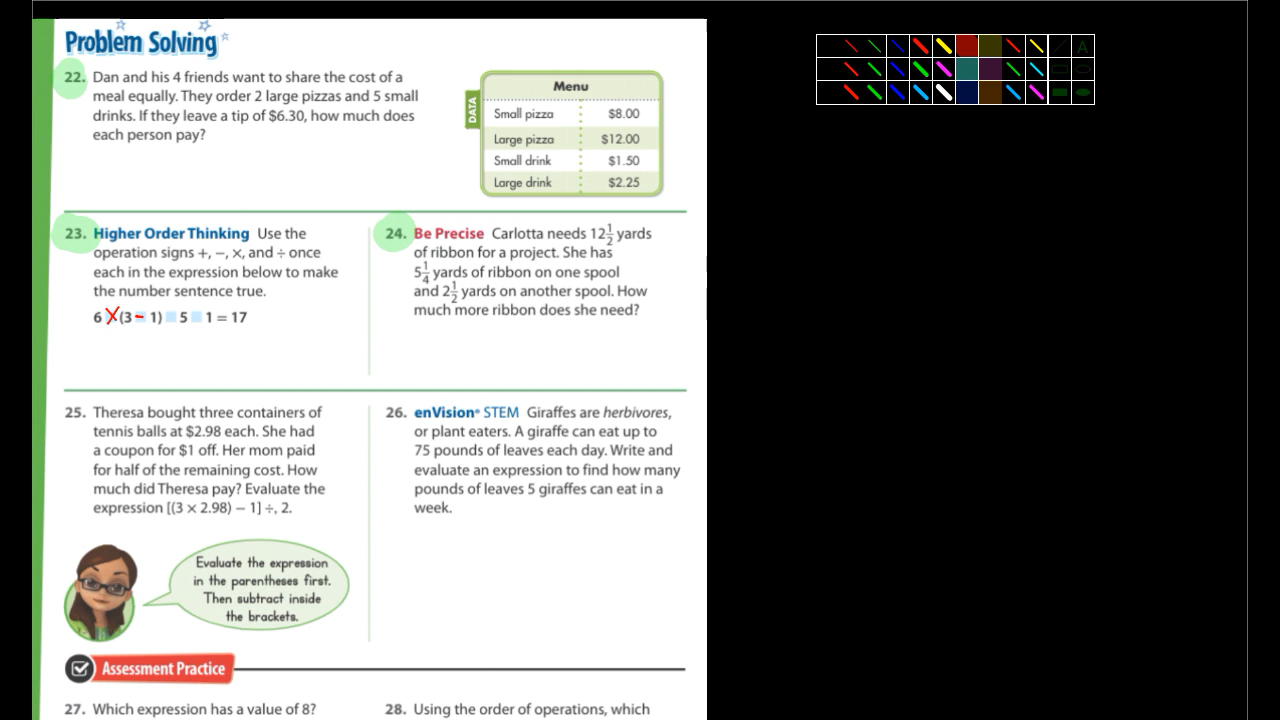 Problem Solving
22. Dan and his 4 friends want to share the cost of a
meal equally. They order 2 large pizzas and 5 small
drinks. If they leave a tip of $6.30, how much does
each person pay?
DATA
Menu
Small pizza $8.00
Large pizza $12.00
Small drink $1.50
Large drink $2.25
23. Higher Order Thinking Use the
operation signs +, −, ×, and ÷ once
each in the expression below to make
the number sentence true.
6 × (3 − 1) 5 1 = 17
24. Be Precise Carlotta needs 12 1/2 yards
of ribbon for a project. She has
5 1/4 yards of ribbon on one spool
and 2 1/2 yards on another spool. How
much more ribbon does she need?
25. Theresa bought three containers of
tennis balls at $2.98 each. She had
a coupon for $1 off. Her mom paid
for half of the remaining cost. How
much did Theresa pay? Evaluate the
expression [(3 × 2.98) − 1] ÷, 2.
Evaluate the expression
in the parentheses first.
Then subtract inside
the brackets.
26. enVision® STEM Giraffes are herbivores,
or plant eaters. A giraffe can eat up to
75 pounds of leaves each day. Write and
evaluate an expression to find how many
pounds of leaves 5 giraffes can eat in a
week.
Assessment Practice
27. Which expression has a value of 8?
28. Using the order of operations, which
A